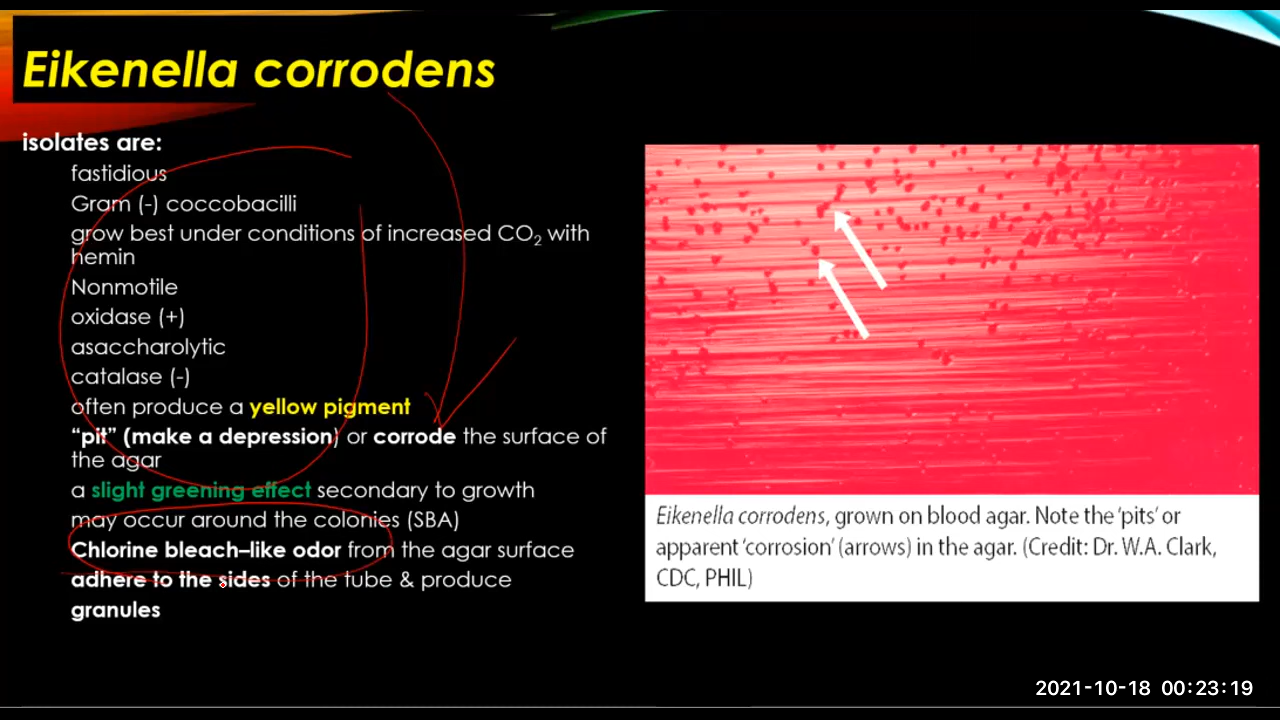 Eikenella corrodens
isolates are:
fastidious
Gram (-) coccobacilli
grow best under conditions of increased CO₂ with
hemin
Nonmotile
oxidase (+)
asaccharolytic
catalase (-)
often produce a yellow pigment
“pit” (make a depression) or corrode the surface of
the agar
a slight greening effect secondary to growth
may occur around the colonies (SBA)
Chlorine bleach–like odor from the agar surface
adhere to the sides of the tube & produce
granules
Eikenella corrodens, grown on blood agar. Note the ‘pits’ or
apparent ‘corrosion’ (arrows) in the agar. (Credit: Dr. W.A. Clark,
CDC, PHIL)
2021-10-18 00:23:19